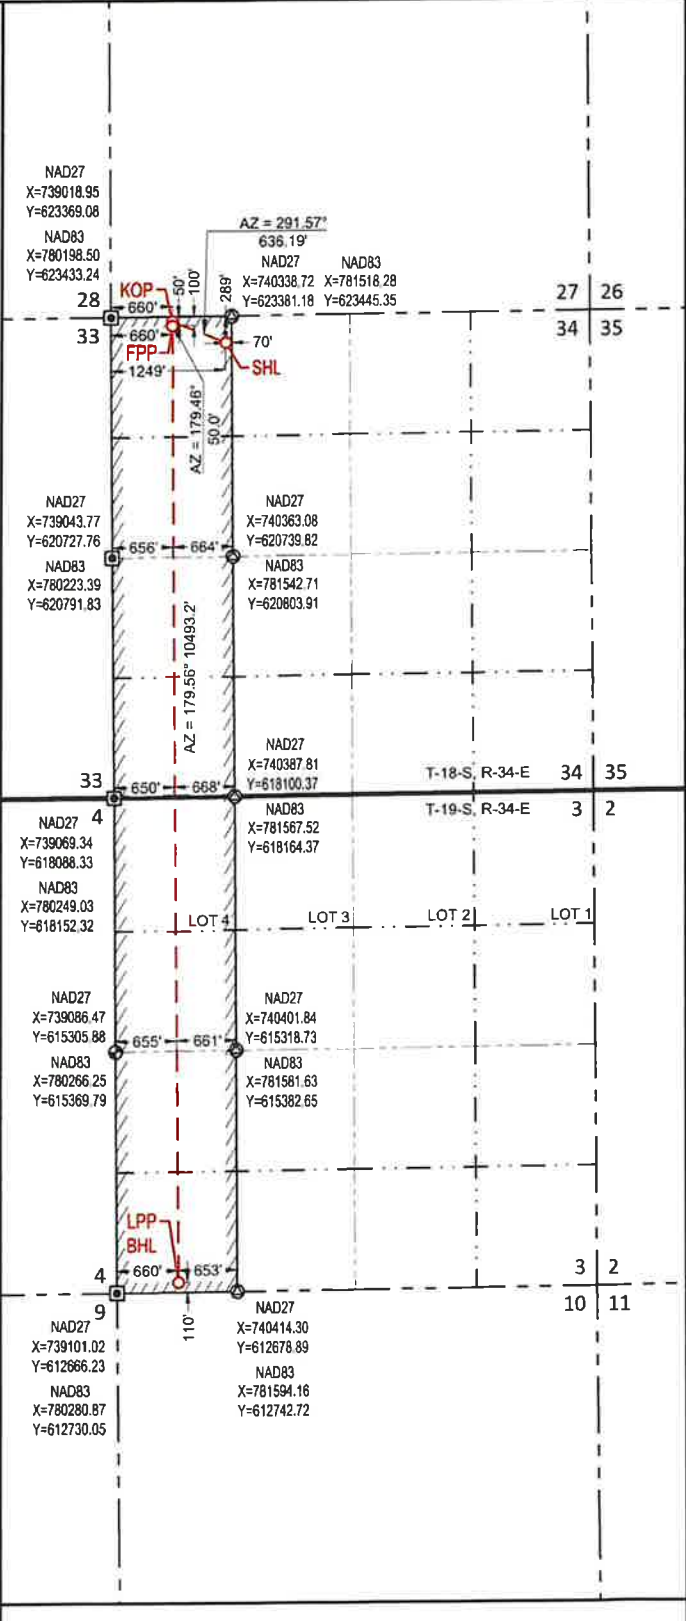 NAD27
X=739018.95
Y=623369.08
NAD83
X=780198.50
Y=623433.24
AZ = 291.57°
636.19'
NAD27
X=740338.72
Y=623381.18
NAD83
X=781518.28
Y=623445.35
28
33
27 26
34 35
KOP
660'
50'
100'
289'
660'
FPP
70'
1249'
SHL
AZ = 179.46°
50.0'
NAD27
X=739043.77
Y=620727.76
NAD83
X=780223.39
Y=620791.83
656'
664'
NAD27
X=740363.08
Y=620739.82
NAD83
X=781542.71
Y=620803.91
AZ = 179.56° 10493.2'
NAD27
X=740387.81
Y=618100.37
T-18-S, R-34-E
34 35
33
4
650'
668'
T-19-S, R-34-E
3 2
NAD83
X=781567.52
Y=618164.37
NAD27
X=739069.34
Y=618088.33
NAD83
X=780249.03
Y=618152.32
LOT 4
LOT 3
LOT 2
LOT 1
NAD27
X=739086.47
Y=615305.88
NAD83
X=780266.25
Y=615369.79
655'
661'
NAD27
X=740401.84
Y=615318.73
NAD83
X=781581.63
Y=615382.65
LPP
BHL
4
9
660'
653'
110'
3 2
10 11
NAD27
X=739101.02
Y=612666.23
NAD83
X=780280.87
Y=612730.05
NAD27
X=740414.30
Y=612678.89
NAD83
X=781594.16
Y=612742.72